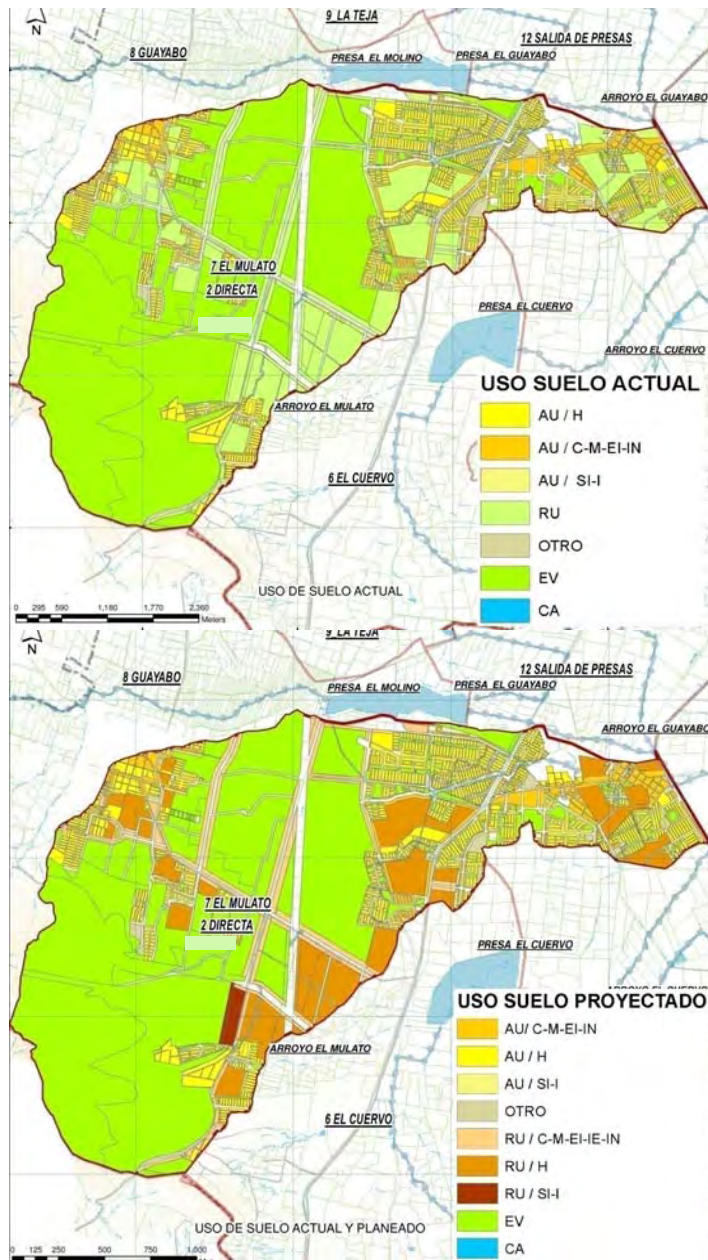 9 LA TEJA
N
12 SALIDA DE PRESAS
8 GUAYABO
PRESA EL MOLINO
PRESA EL GUAYABO
ARROYO EL GUAYABO
7 EL MULATO
2 DIRECTA
PRESA EL CUERVO
ARROYO EL CUERVO
USO SUELO ACTUAL
AU / H
ARROYO EL MULATO
AU / C-M-EI-IN
AU / SI-I
6 EL CUERVO
RU
OTRO
EV
USO DE SUELO ACTUAL
CA
0 295 590 1,180 1,770 2,360
Meters
9 LA TEJA
N
12 SALIDA DE PRESAS
8 GUAYABO
PRESA EL MOLINO
PRESA EL GUAYABO
ARROYO EL GUAYABO
7 EL MULATO
2 DIRECTA
PRESA EL CUERVO
USO SUELO PROYECTADO
AU/ C-M-EI-IN
ARROYO EL MULATO
AU / H
AU / SI-I
OTRO
6 EL CUERVO
RU / C-M-EI-IE-IN
RU / H
RU / SI-I
USO DE SUELO ACTUAL Y PLANEADO
EV
0 125 250 500 750 1,000
CA